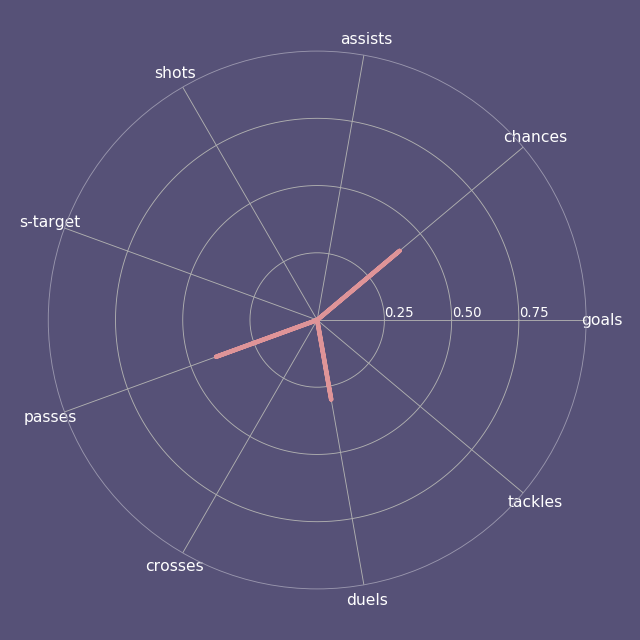 assists
shots
chances
s-target
0.25 0.50 0.75 goals
passes
tackles
crosses
duels